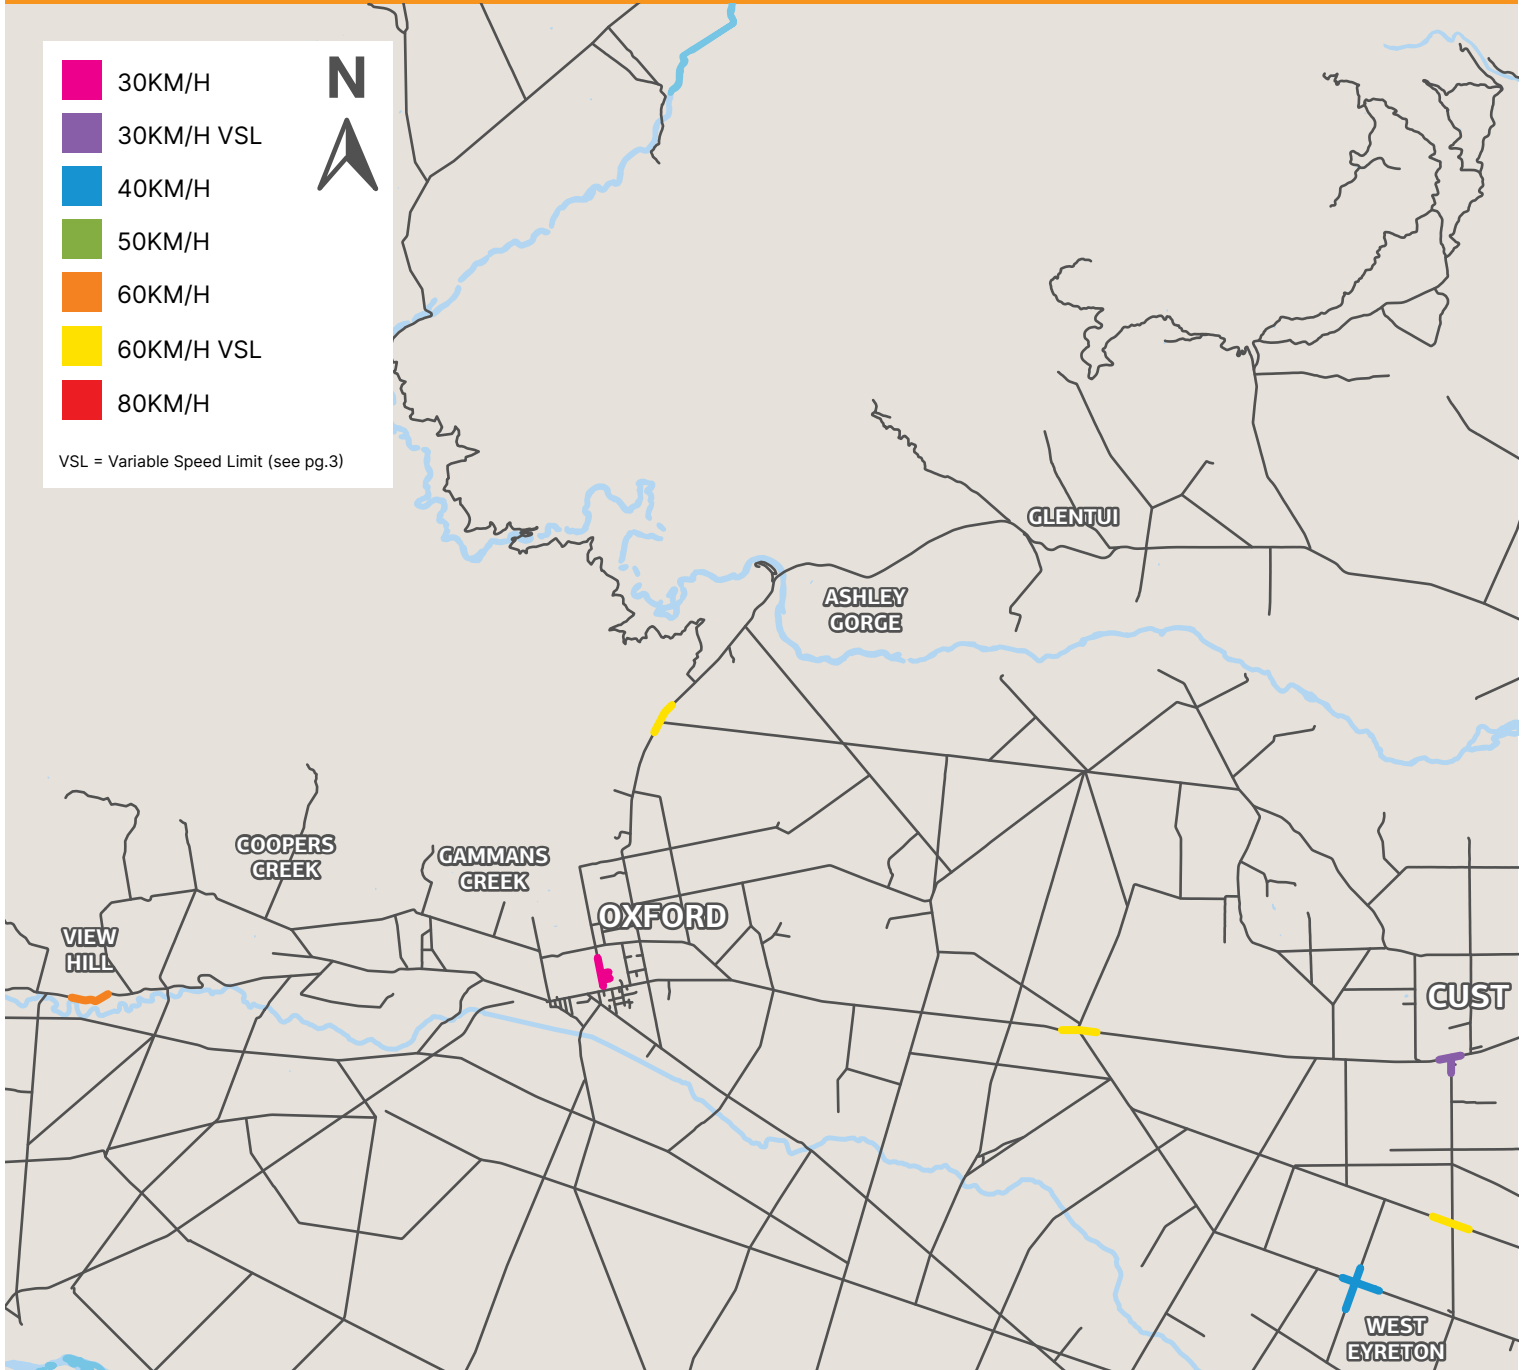 N
30KM/H
30KM/H VSL
40KM/H
50KM/H
60KM/H
60KM/H VSL
80KM/H
VSL = Variable Speed Limit (see pg.3)
GLENTUI
ASHLEY
GORGE
COOPERS
CREEK
GAMMANS
CREEK
OXFORD
VIEW
HILL
CUST
WEST
EYRETON